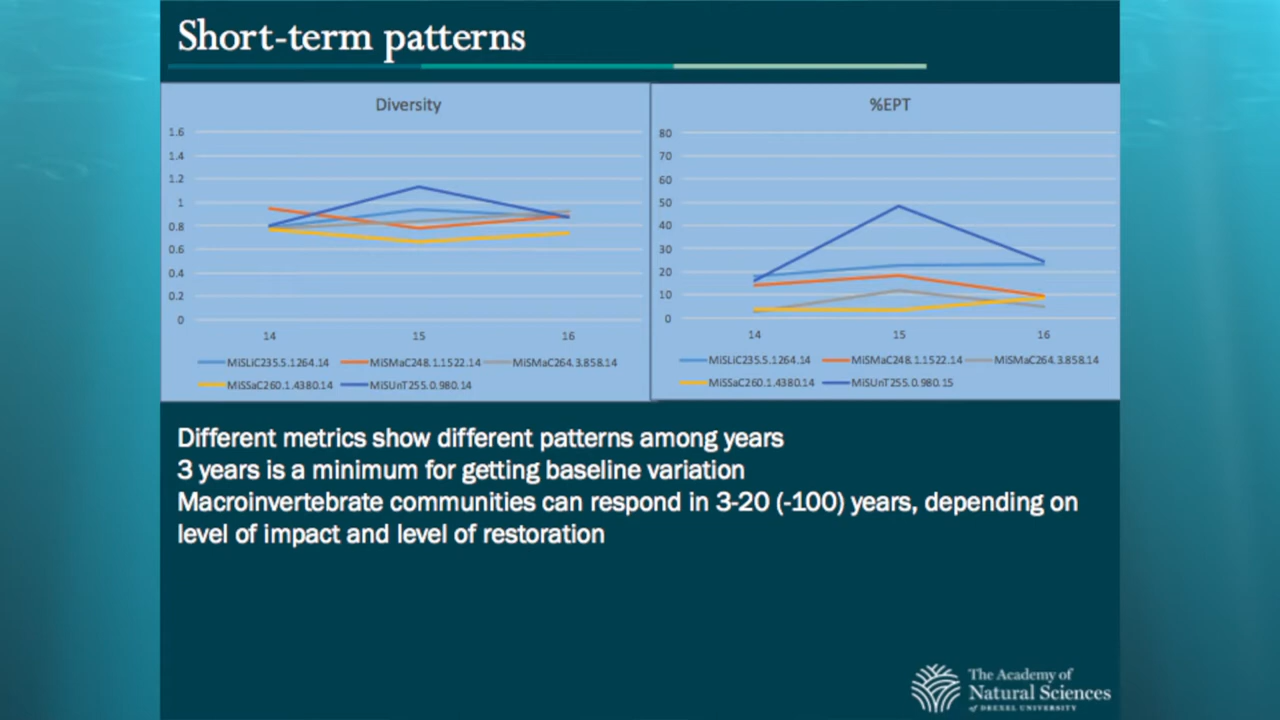 Short-term patterns
Diversity
1.6
1.4
1.2
1
0.8
0.6
0.4
0.2
0
14 15 16
MiSLiC235.5.1264.14 MiSMaC248.1.1522.14 MiSMaC264.3.858.14
MiSSaC260.1.4380.14 MiSUnT255.0.980.14
%EPT
80
70
60
50
40
30
20
10
0
14 15 16
MiSLiC235.5.1264.14 MiSMaC248.1.1522.14 MiSMaC264.3.858.14
MiSSaC260.1.4380.14 MiSUnT255.0.980.15
Different metrics show different patterns among years
3 years is a minimum for getting baseline variation
Macroinvertebrate communities can respond in 3-20 (-100) years, depending on
level of impact and level of restoration
The Academy of
Natural Sciences
of DREXEL UNIVERSITY